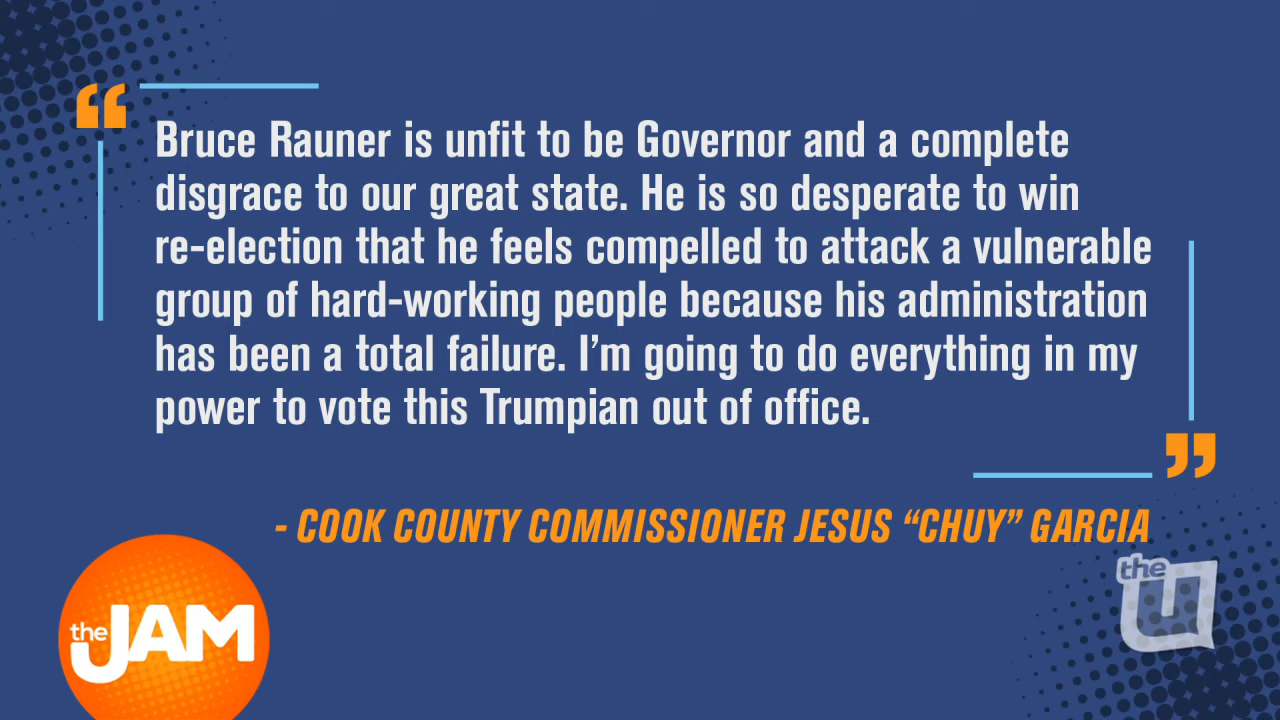 “
Bruce Rauner is unfit to be Governor and a complete
disgrace to our great state. He is so desperate to win
re-election that he feels compelled to attack a vulnerable
group of hard-working people because his administration
has been a total failure. I’m going to do everything in my
power to vote this Trumpian out of office.
”
- COOK COUNTY COMMISSIONER JESUS “CHUY” GARCIA
the
U
the
JAM